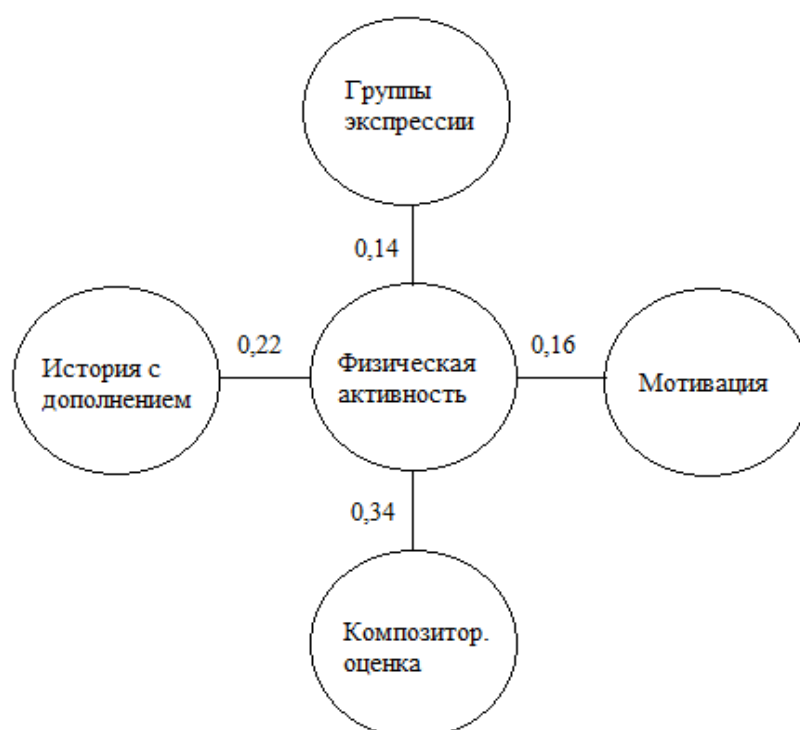 Группы
экспрессии
0,14
История с
дополнением
0,22
Физическая
активность
0,16
Мотивация
0,34
Композитор.
оценка